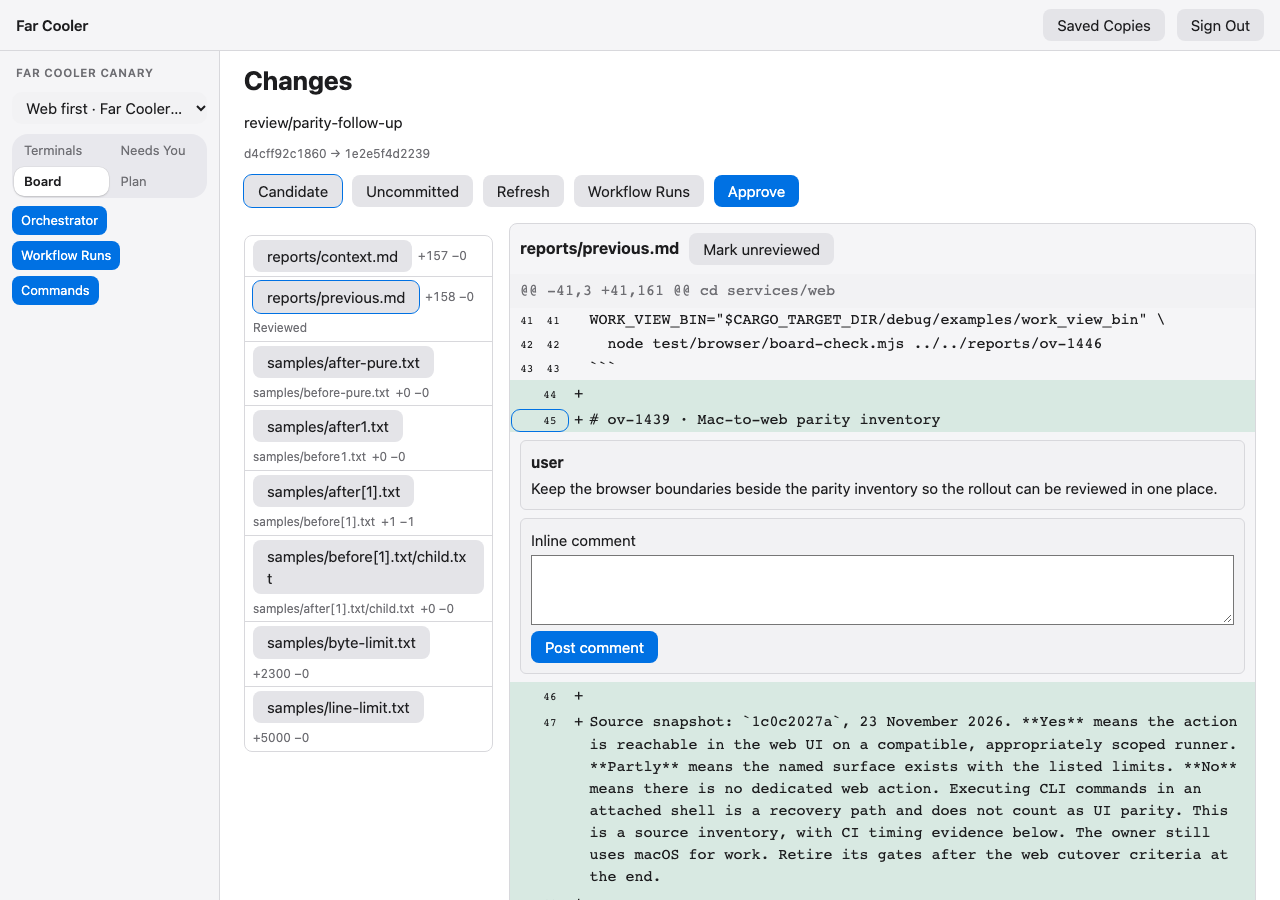 Far Cooler
Saved Copies
Sign Out
FAR COOLER CANARY
Web first · Far Cooler...
Terminals
Needs You
Board
Plan
Orchestrator
Workflow Runs
Commands
Changes
review/parity-follow-up
d4cff92c1860 → 1e2e5f4d2239
Candidate
Uncommitted
Refresh
Workflow Runs
Approve
reports/context.md +157 −0
reports/previous.md +158 −0
Reviewed
samples/after-pure.txt
samples/before-pure.txt +0 −0
samples/after1.txt
samples/before1.txt +0 −0
samples/after[1].txt
samples/before[1].txt +1 −1
samples/before[1].txt/child.tx
t
samples/after[1].txt/child.txt +0 −0
samples/byte-limit.txt
+2300 −0
samples/line-limit.txt
+5000 −0
reports/previous.md
Mark unreviewed
@@ -41,3 +41,161 @@ cd services/web
41 41 WORK_VIEW_BIN="$CARGO_TARGET_DIR/debug/examples/work_view_bin" \
42 42 node test/browser/board-check.mjs ../../reports/ov-1446
43 43 ```
44 +
45 + # ov-1439 · Mac-to-web parity inventory
user
Keep the browser boundaries beside the parity inventory so the rollout can be reviewed in one place.
Inline comment
Post comment
46 +
47 + Source snapshot: `1c0c2027a`, 23 November 2026. **Yes** means the action
is reachable in the web UI on a compatible, appropriately scoped runner.
**Partly** means the named surface exists with the listed limits. **No**
means there is no dedicated web action. Executing CLI commands in an
attached shell is a recovery path and does not count as UI parity. This
is a source inventory, with CI timing evidence below. The owner still
uses macOS for work. Retire its gates after the web cutover criteria at
the end.